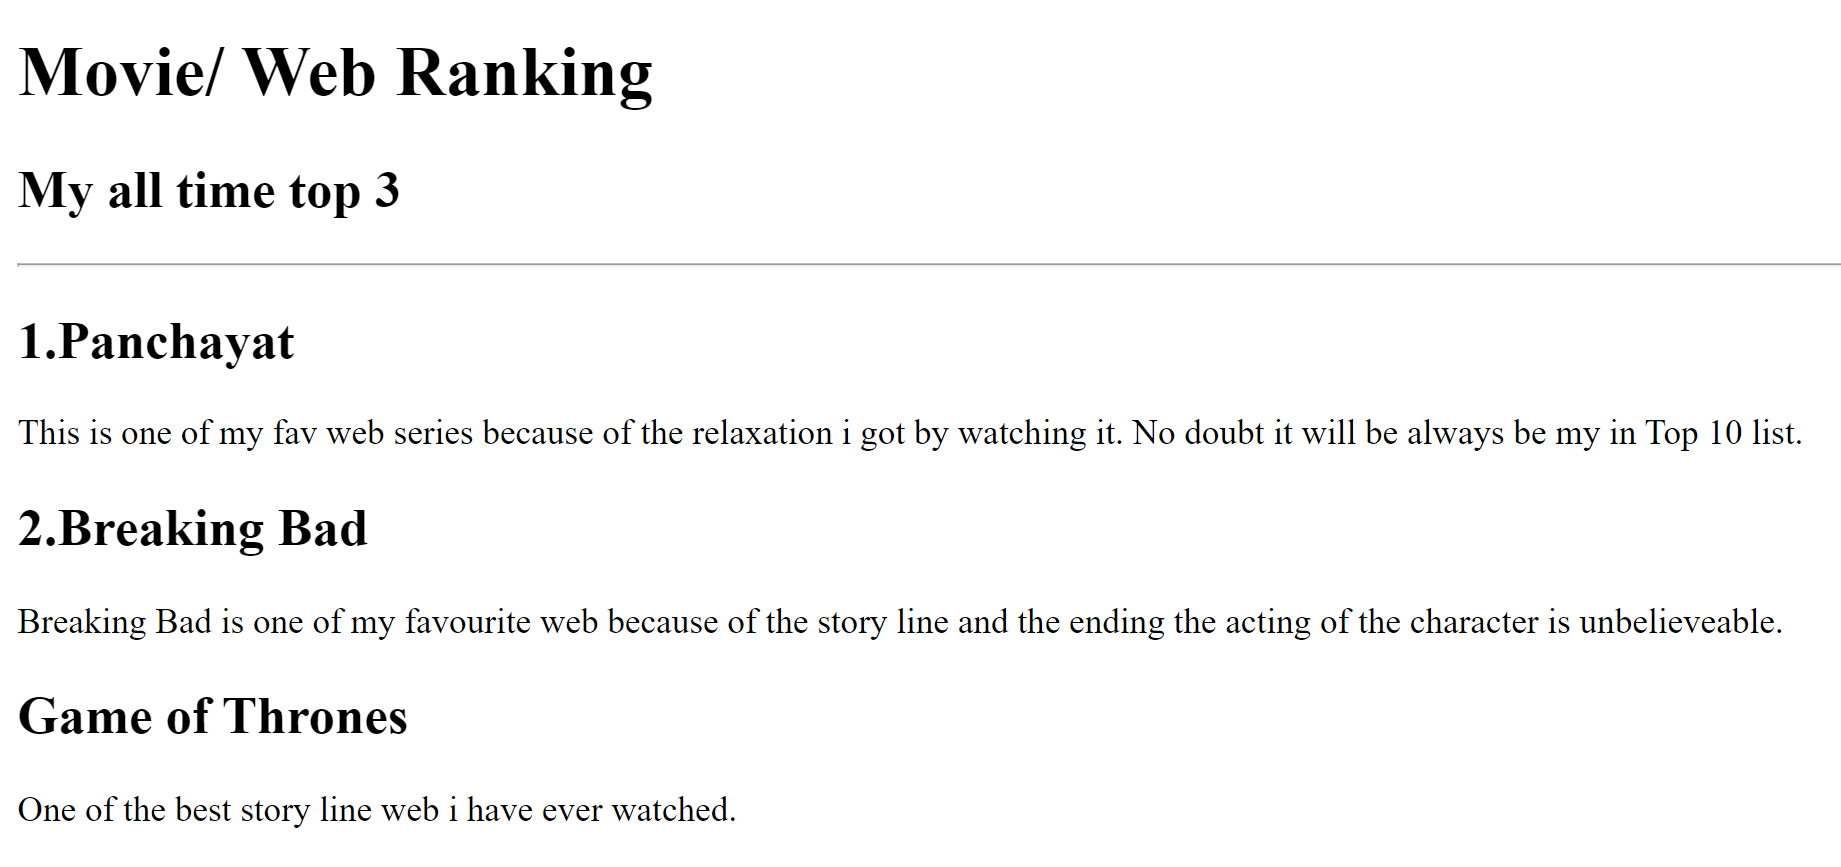 Movie/ Web Ranking
My all time top 3
1.Panchayat
This is one of my fav web series because of the relaxation i got by watching it. No doubt it will be always be my in Top 10 list.
2.Breaking Bad
Breaking Bad is one of my favourite web because of the story line and the ending the acting of the character is unbelieveable.
Game of Thrones
One of the best story line web i have ever watched.